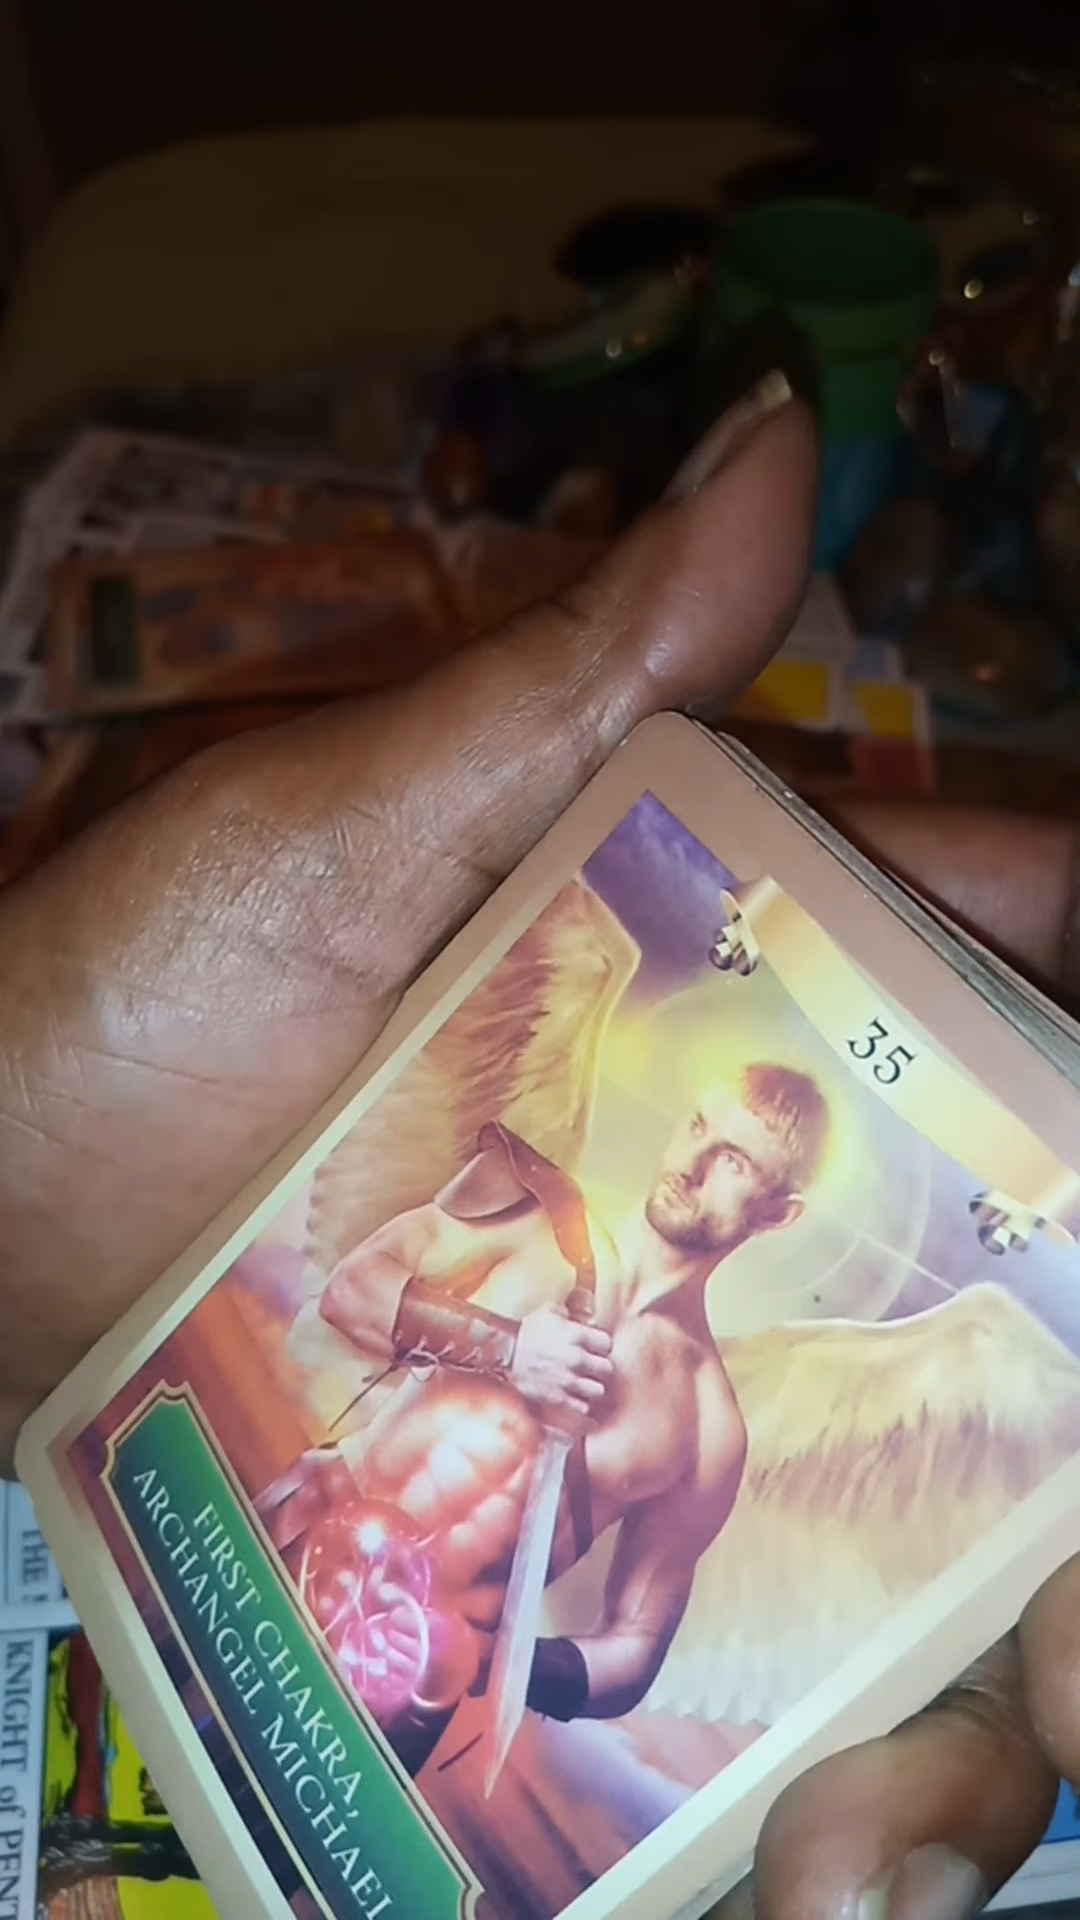 35
FIRST CHAKRA,
ARCHANGEL MICHAEL
THE
KNIGHT of PENT